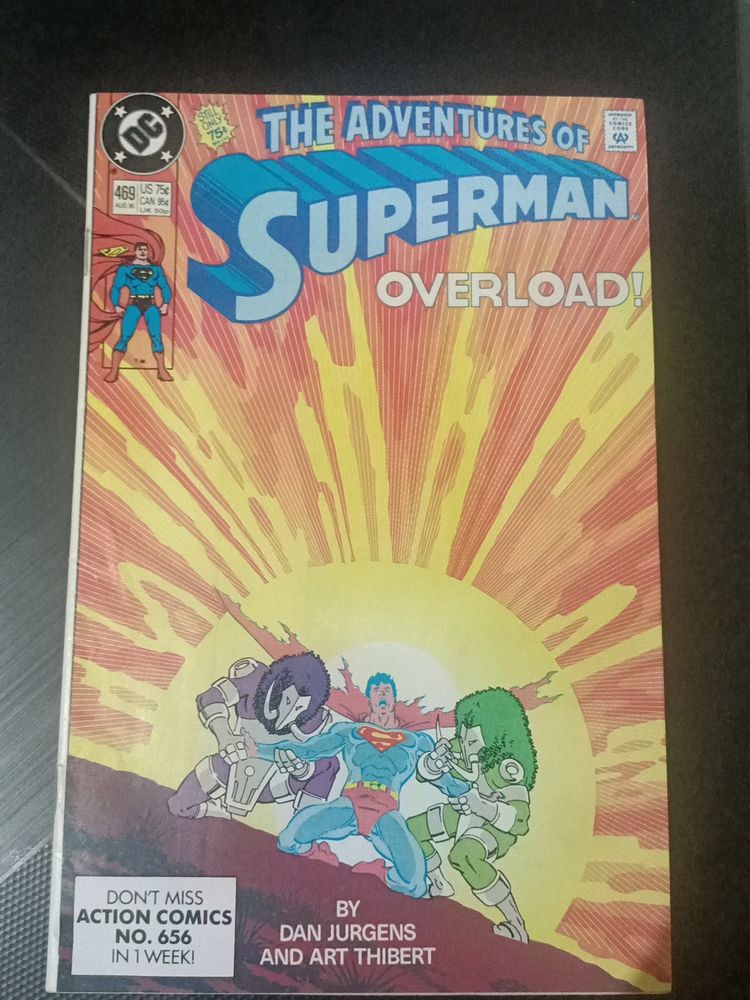 DC
STILL
ONLY
75¢
THE ADVENTURES OF
SUPERMAN
APPROVED
BY THE
COMICS
CODE
CA
AUTHORITY
469
AUG 90
US 75¢
CAN 95¢
UK 50p
OVERLOAD!
DON'T MISS
ACTION COMICS
NO. 656
IN 1 WEEK!
BY
DAN JURGENS
AND ART THIBERT